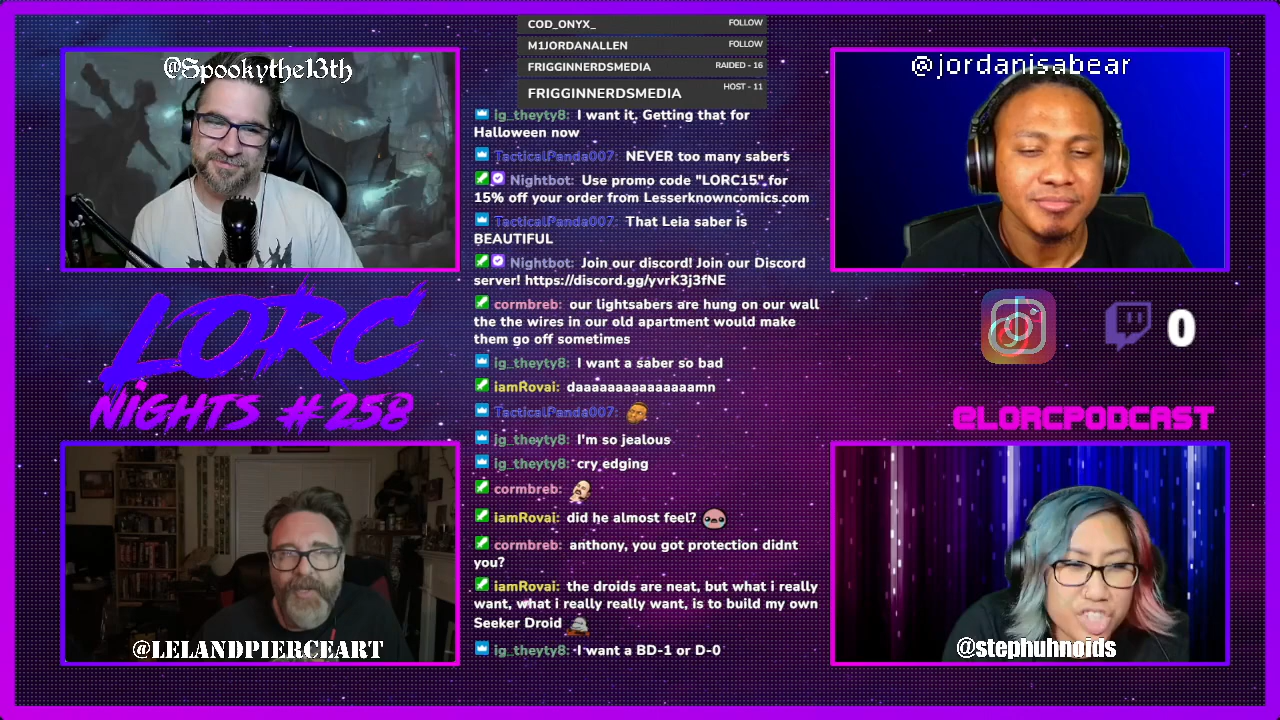 COD_ONYX_ FOLLOW
M1JORDANALLEN FOLLOW
FRIGGINNERDSMEDIA RAIDED - 16
FRIGGINNERDSMEDIA HOST - 11
@Spookythe13th
@jordanisabear
ig_theyty8: I want it. Getting that for
Halloween now
TacticalPanda007: NEVER too many sabers
Nightbot: Use promo code "LORC15" for
15% off your order from Lesserknowncomics.com
TacticalPanda007: That Leia saber is
BEAUTIFUL
Nightbot: Join our discord! Join our Discord
server! https://discord.gg/yvrK3j3fNE
cormbreb: our lightsabers are hung on our wall
the the wires in our old apartment would make
them go off sometimes
ig_theyty8: I want a saber so bad
iamRovai: daaaaaaaaaaaaaaamn
TacticalPanda007:
ig_theyty8: I'm so jealous
ig_theyty8: cry edging
cormbreb:
iamRovai: did he almost feel?
cormbreb: anthony, you got protection didnt
you?
iamRovai: the droids are neat, but what i really
want, what i really really want, is to build my own
Seeker Droid
ig_theyty8: I want a BD-1 or D-0
LORC
NIGHTS #258
0
@LORCPODCAST
@LELANDPIERCEART
@stephuhnoids